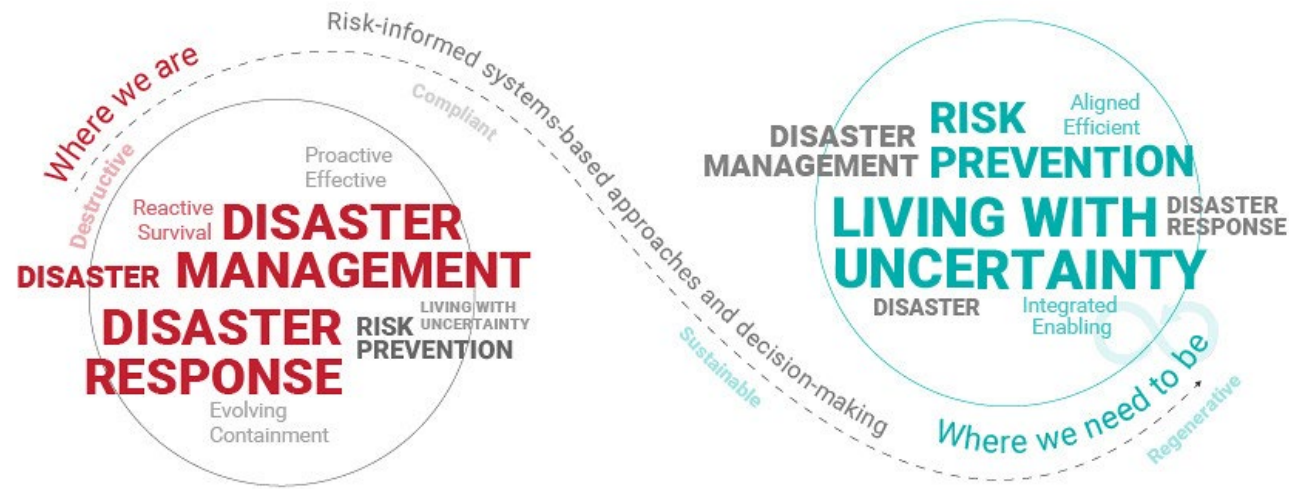 Where we are
Destructive
Risk-informed systems-based approaches and decision-making
Compliant
Proactive
Effective
Reactive
Survival
DISASTER
MANAGEMENT
DISASTER
DISASTER
RESPONSE
RISK
PREVENTION
LIVING WITH
UNCERTAINTY
Evolving
Containment
Sustainable
DISASTER
MANAGEMENT
RISK
PREVENTION
Aligned
Efficient
LIVING WITH
UNCERTAINTY
DISASTER
RESPONSE
DISASTER
Integrated
Enabling
Where we need to be
Regenerative